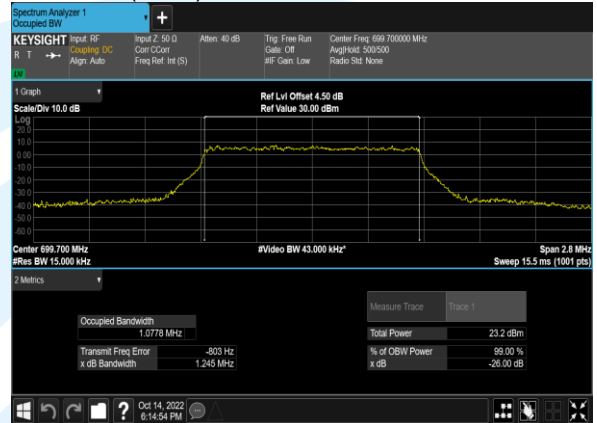 Spectrum Analyzer 1
Occupied BW
+
KEYSIGHT
R T
LV
Input: RF
Coupling: DC
Align: Auto
Input Z: 50 Ω
Corr CCorr
Freq Ref: Int (S)
Atten: 40 dB
Trig: Free Run
Gate: Off
#IF Gain: Low
Center Freq: 699.700000 MHz
Avg|Hold: 500/500
Radio Std: None
1 Graph
Scale/Div 10.0 dB
Ref Lvl Offset 4.50 dB
Ref Value 30.00 dBm
Log
20.0
10.0
0.00
-10.0
-20.0
-30.0
-40.0
-50.0
-60.0
Center 699.700 MHz
#Res BW 15.000 kHz
#Video BW 43.000 kHz*
Span 2.8 MHz
Sweep 15.5 ms (1001 pts)
2 Metrics
Measure Trace Trace 1
Occupied Bandwidth
1.0778 MHz
Total Power 23.2 dBm
Transmit Freq Error -803 Hz
% of OBW Power 99.00 %
x dB Bandwidth 1.245 MHz
x dB -26.00 dB
?
Oct 14, 2022
6:14:54 PM